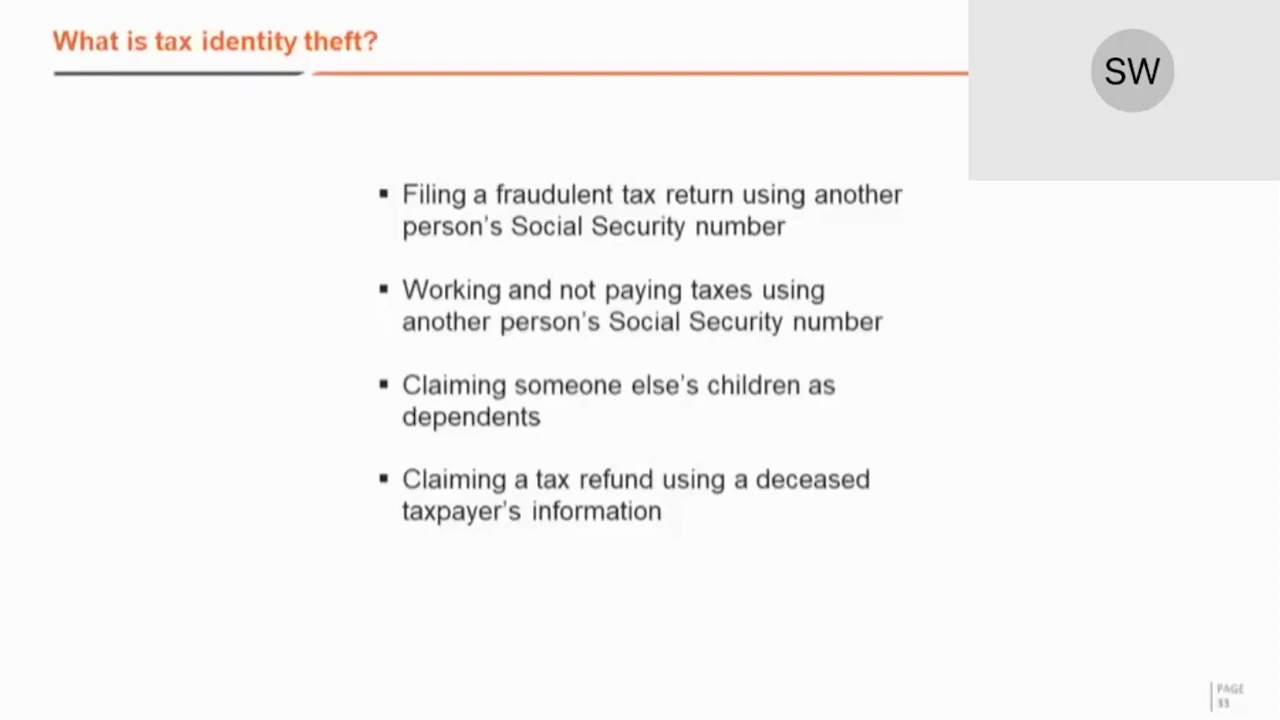 What is tax identity theft?
SW
▪ Filing a fraudulent tax return using another
person's Social Security number
▪ Working and not paying taxes using
another person's Social Security number
▪ Claiming someone else's children as
dependents
▪ Claiming a tax refund using a deceased
taxpayer's information
PAGE
33